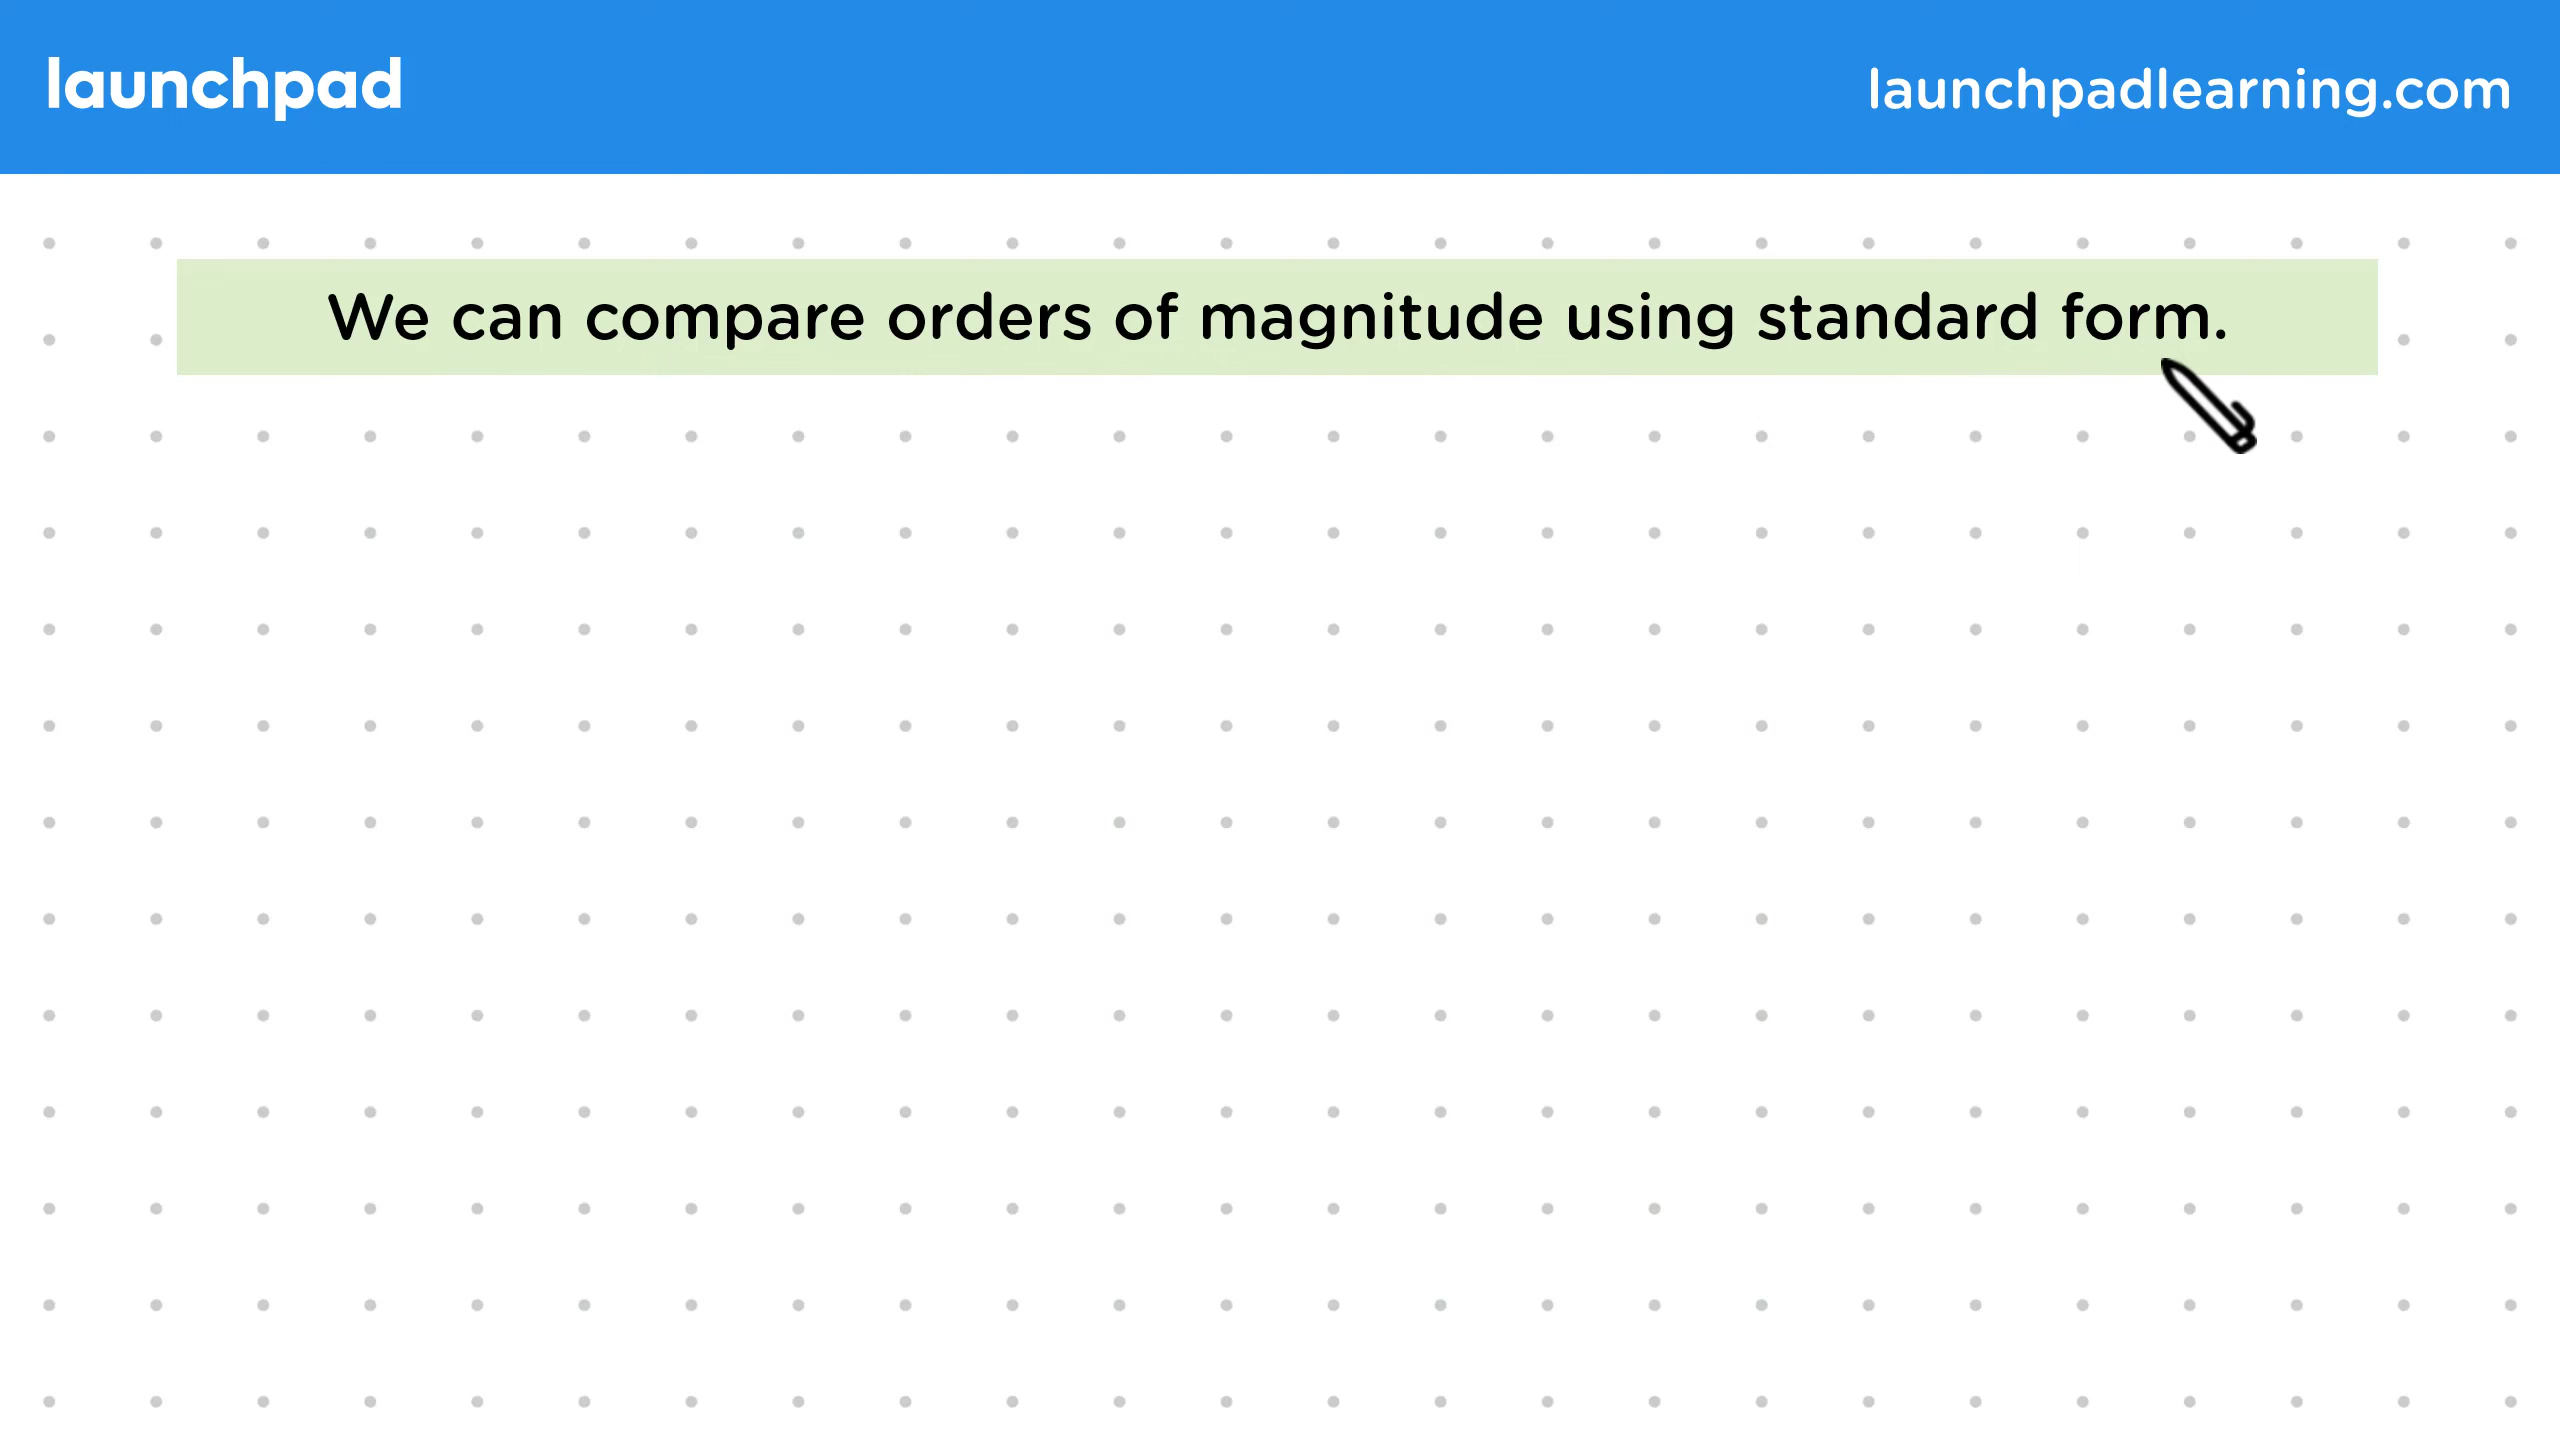 launchpad
launchpadlearning.com
We can compare orders of magnitude using standard form.